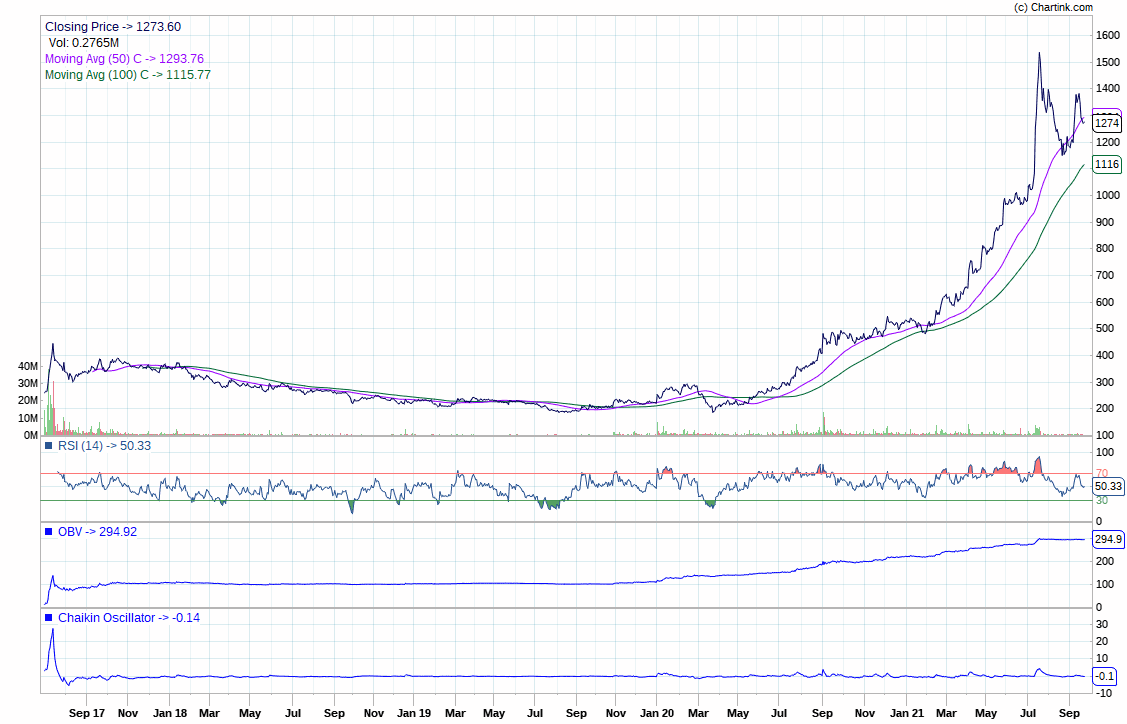 (c) Chartink.com
Closing Price -> 1273.60
Vol: 0.2765M
Moving Avg (50) C -> 1293.76
Moving Avg (100) C -> 1115.77
1600
1500
1400
1274
1200
1116
1000
900
800
700
600
500
400
300
200
100
40M
30M
20M
10M
0M
RSI (14) -> 50.33
100
70
50.33
30
0
OBV -> 294.92
294.9
200
100
0
Chaikin Oscillator -> -0.14
30
20
10
-0.1
-10
Sep 17 Nov Jan 18 Mar May Jul Sep Nov Jan 19 Mar May Jul Sep Nov Jan 20 Mar May Jul Sep Nov Jan 21 Mar May Jul Sep